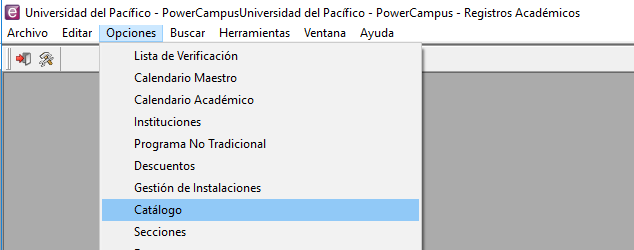 Universidad del Pacífico - PowerCampusUniversidad del Pacífico - PowerCampus - Registros Académicos
Archivo Editar Opciones Buscar Herramientas Ventana Ayuda
Lista de Verificación
Calendario Maestro
Calendario Académico
Instituciones
Programa No Tradicional
Descuentos
Gestión de Instalaciones
Catálogo
Secciones